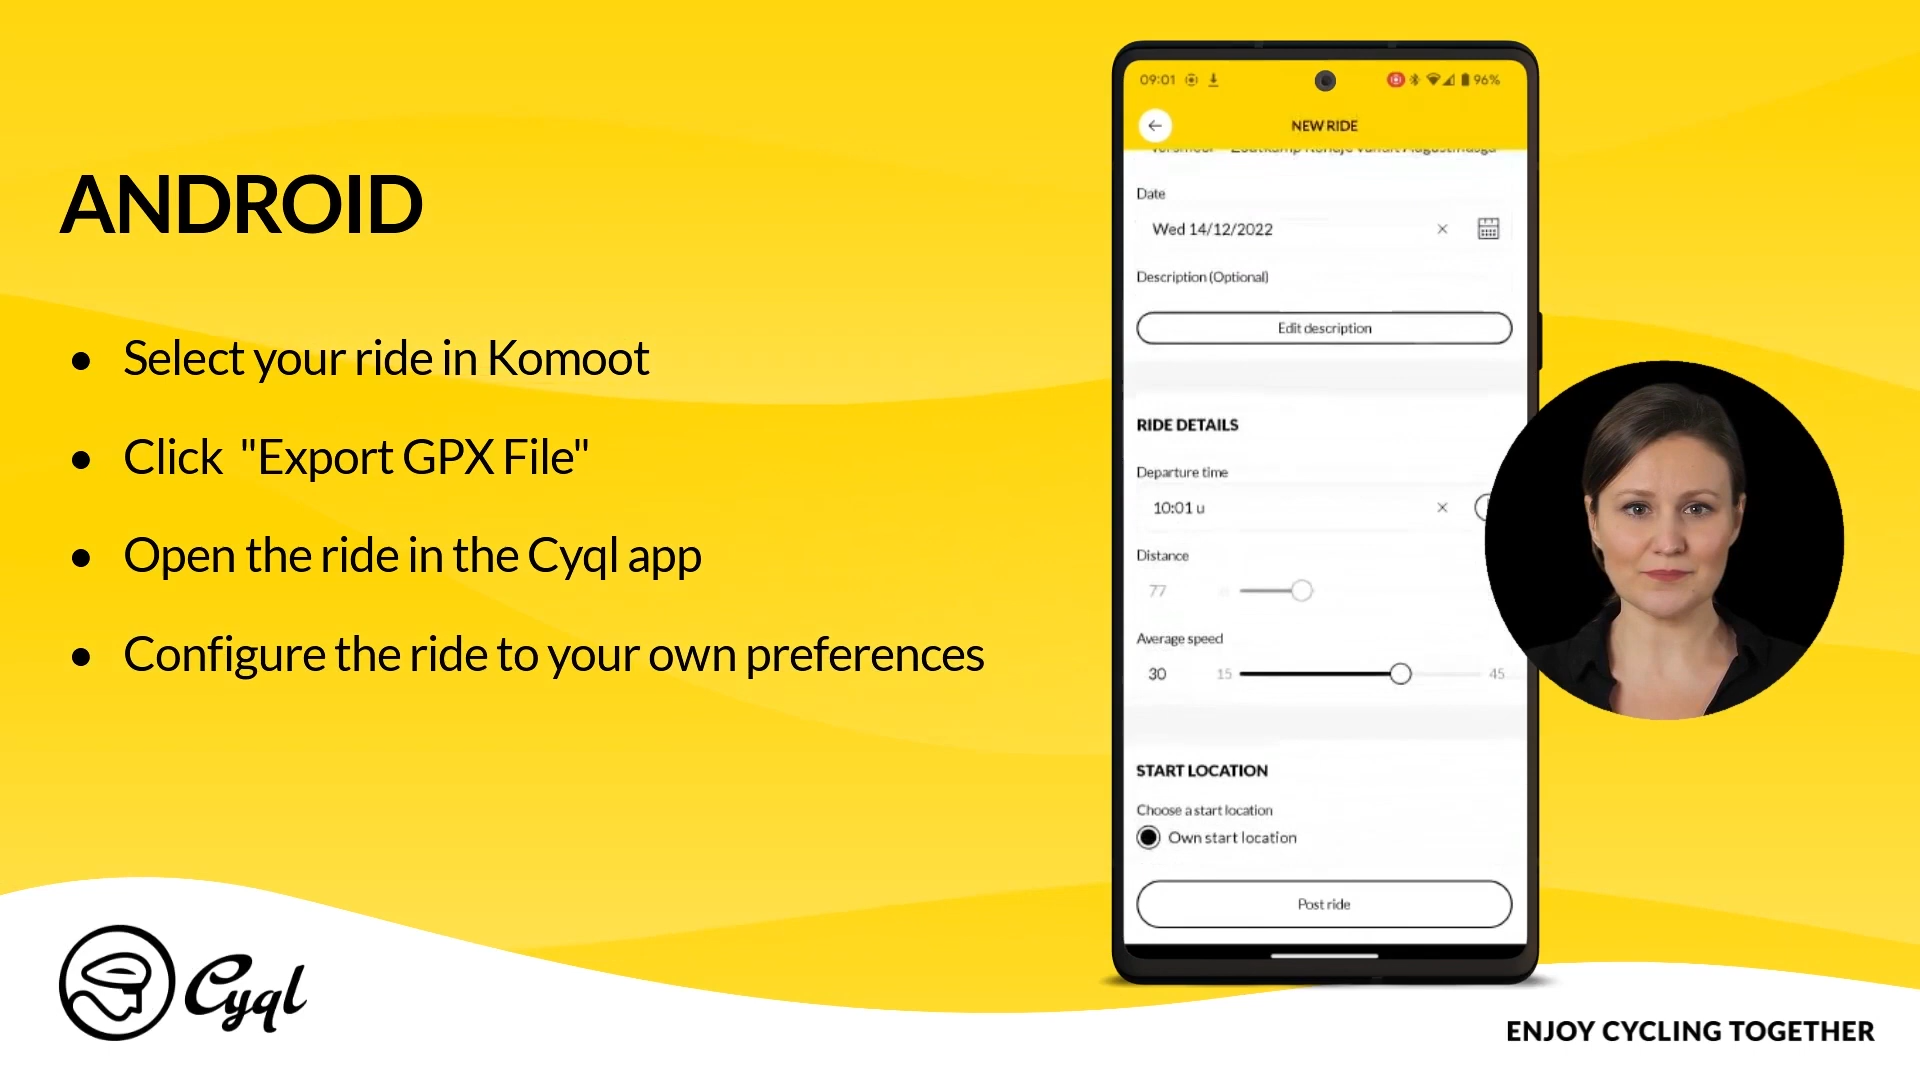 ANDROID
• Select your ride in Komoot
• Click "Export GPX File"
• Open the ride in the Cyql app
• Configure the ride to your own preferences
Cyql
09:01
96%
NEW RIDE
Date
Wed 14/12/2022
Description (Optional)
Edit description
RIDE DETAILS
Departure time
10:01 u
Distance
77
Average speed
30 15 45
START LOCATION
Choose a start location
Own start location
Post ride
ENJOY CYCLING TOGETHER